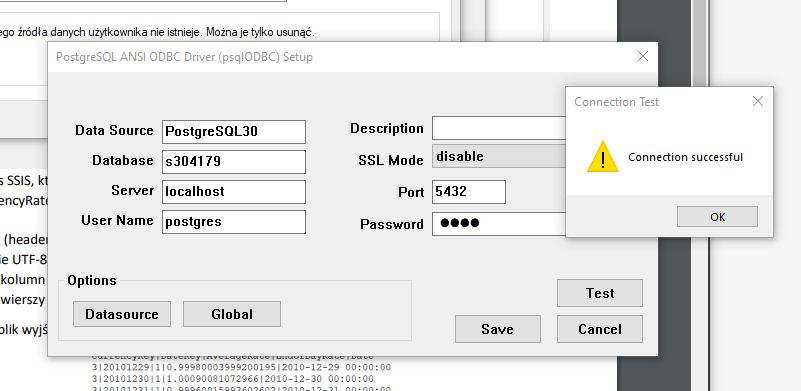 ego źródła danych użytkownika nie istnieje. Można je tylko usunąć.
PostgreSQL ANSI ODBC Driver (psqlODBC) Setup
Data Source PostgreSQL30
Database s304179
Server localhost
User Name postgres
Description
SSL Mode disable
Port 5432
Password ●●●●
Options
Datasource
Global
Test
Save
Cancel
Connection Test
Connection successful
OK
s SSIS, kt
encyRate
(header
ie UTF-8
kolumn
wierszy
plik wyjś
CurrencyKey|DateKey|AverageRate|EndOfDayRate|Date
3|20101229|1|0.99980003999200195|2010-12-29 00:00:00
3|20101230|1|1.00090081072966|2010-12-30 00:00:00
3|20101231|1|0.99960015993602602|2010-12-31 00:00:00